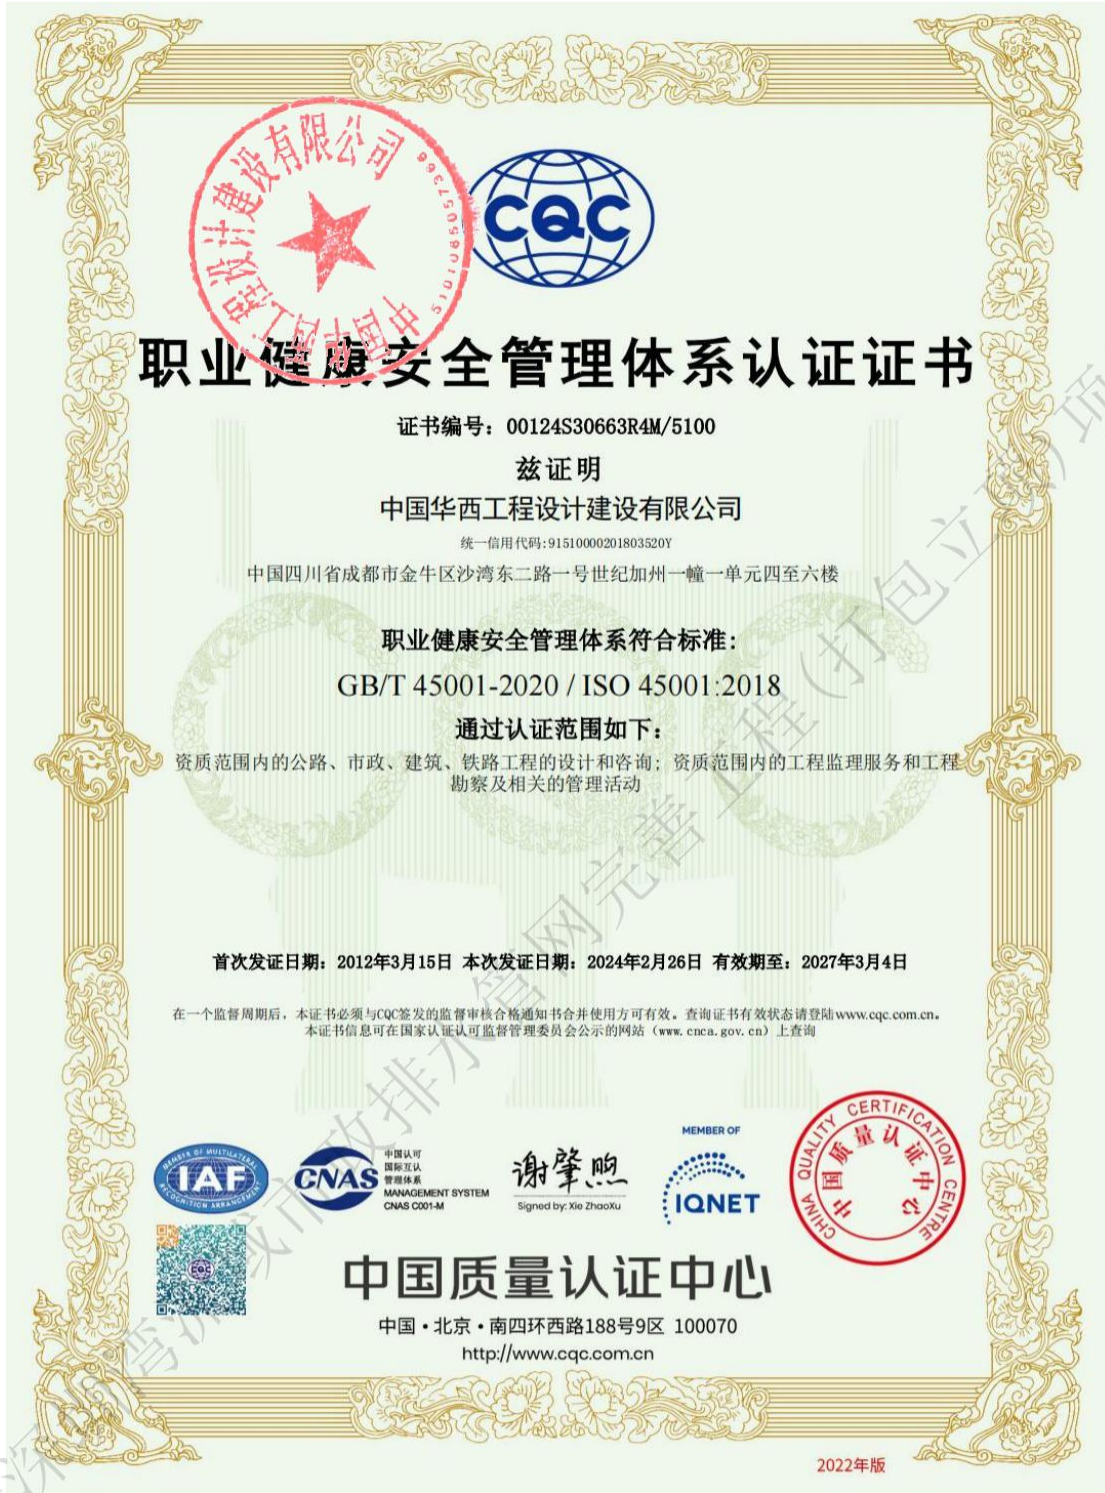 中国华西工程设计建设有限公司
CQC
职业健康安全管理体系认证证书
证书编号：00124S30663R4M/5100
兹证明
中国华西工程设计建设有限公司
统一信用代码:91510000201803520Y
中国四川省成都市金牛区沙湾东二路一号世纪加州一幢一单元四至六楼
职业健康安全管理体系符合标准：
GB/T 45001-2020 / ISO 45001:2018
通过认证范围如下：
资质范围内的公路、市政、建筑、铁路工程的设计和咨询；资质范围内的工程监理服务和工程
勘察及相关的管理活动
首次发证日期：2012年3月15日 本次发证日期：2024年2月26日 有效期至：2027年3月4日
在一个监督周期后，本证书必须与CQC签发的监督审核合格通知书合并使用方可有效。查询证书有效状态请登陆www.cqc.com.cn。
本证书信息可在国家认证认可监督管理委员会公示的网站（www.cnca.gov.cn）上查询
MEMBER OF MULTILATERAL
IAF
RECOGNITION ARRANGEMENT
CNAS
中国认可
国际互认
管理体系
MANAGEMENT SYSTEM
CNAS C001-M
谢肇煦
Signed by: Xie ZhaoXu
MEMBER OF
IQNET
CHINA QUALITY CERTIFICATION CENTRE
中国质量认证中心
中国质量认证中心
中国·北京·南四环西路188号9区 100070
http://www.cqc.com.cn
2022年版